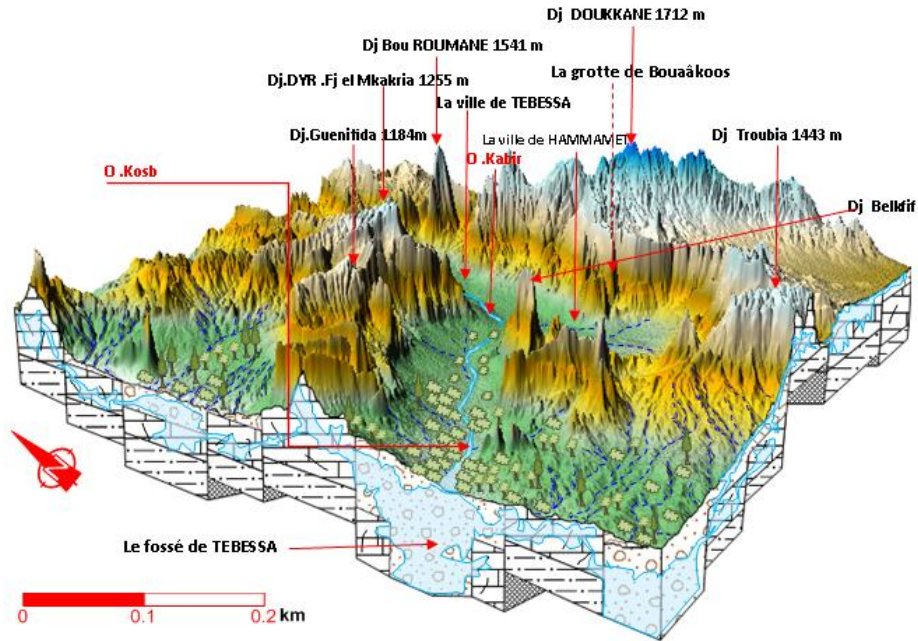 Dj DOUKKANE 1712 m
Dj Bou ROUMANE 1541 m
La grotte de Bouaâkoos
Dj.DYR .Fj el Mkakria 1255 m
La ville de TEBESSA
Dj.Guenifida 1184m
La ville de HAMMAMET
Dj Troubia 1443 m
O .Kosb
O .Kabir
Dj Belkfif
N
Le fossé de TEBESSA
0 0.1 0.2 km